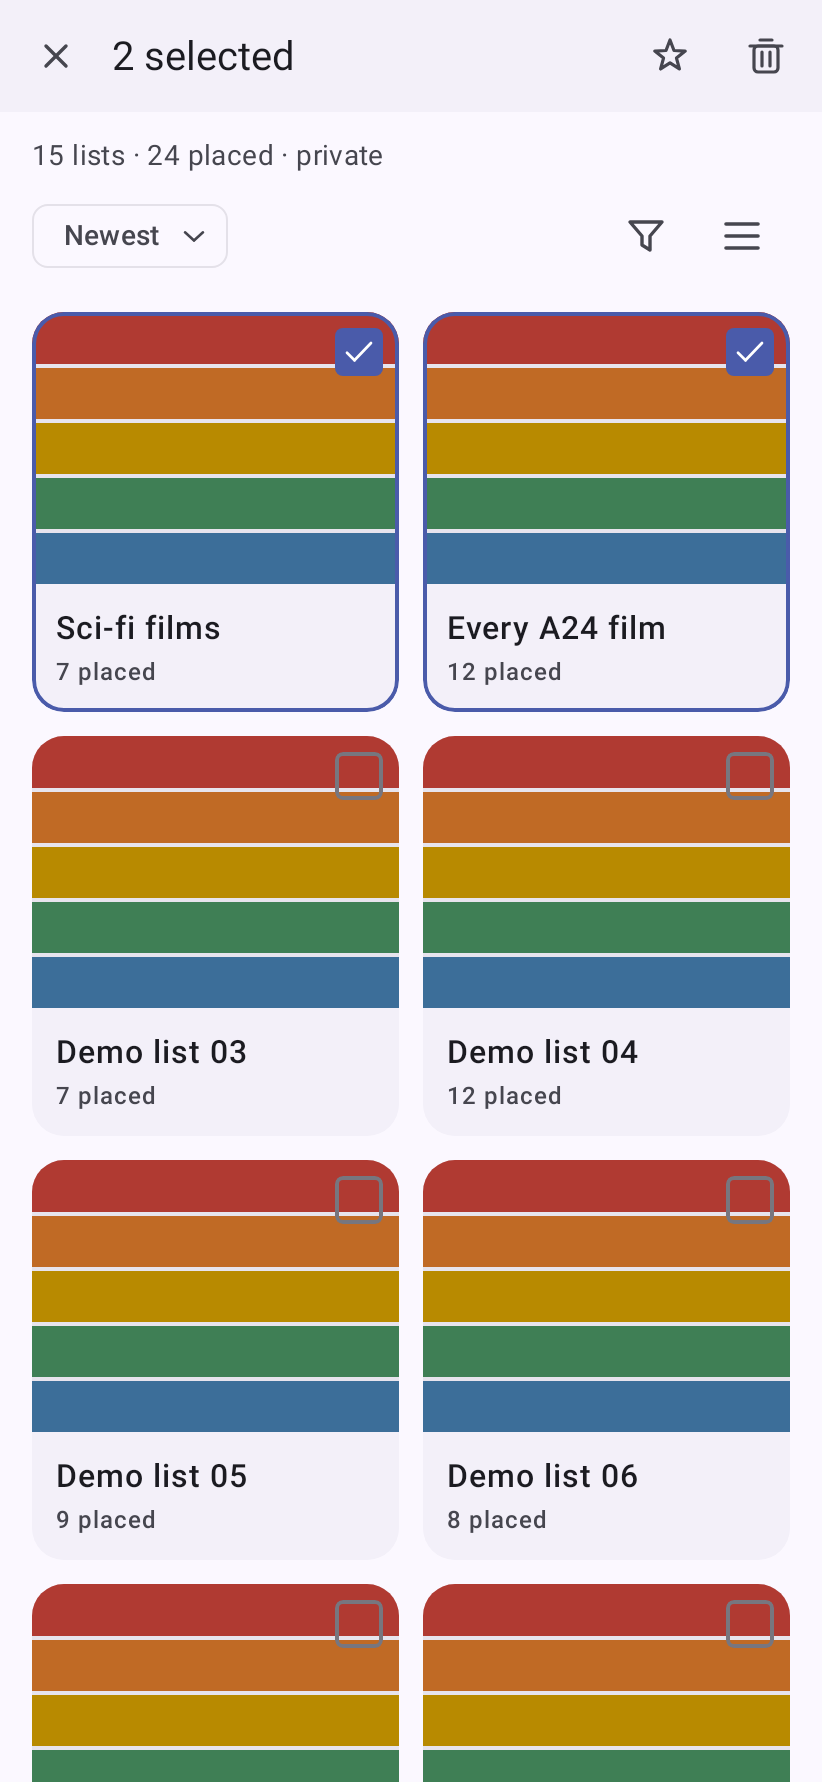 2 selected
15 lists · 24 placed · private
Newest
Sci-fi films
7 placed
Every A24 film
12 placed
Demo list 03
7 placed
Demo list 04
12 placed
Demo list 05
9 placed
Demo list 06
8 placed